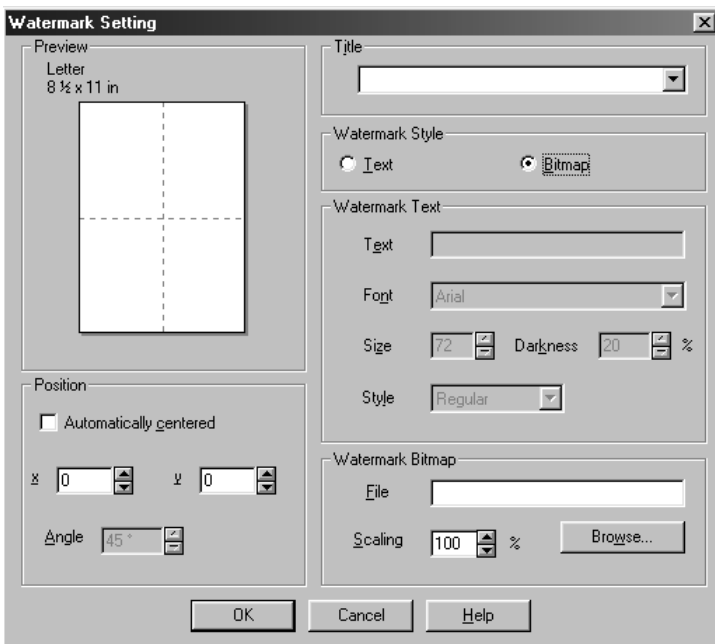 Watermark Setting
Preview
Letter
8 ½ x 11 in
Title
Watermark Style
Text
Bitmap
Watermark Text
Text
Font
Arial
Size
72
Darkness
20
%
Style
Regular
Position
Automatically centered
x
0
y
0
Angle
45 °
Watermark Bitmap
File
Scaling
100
%
Browse...
OK
Cancel
Help